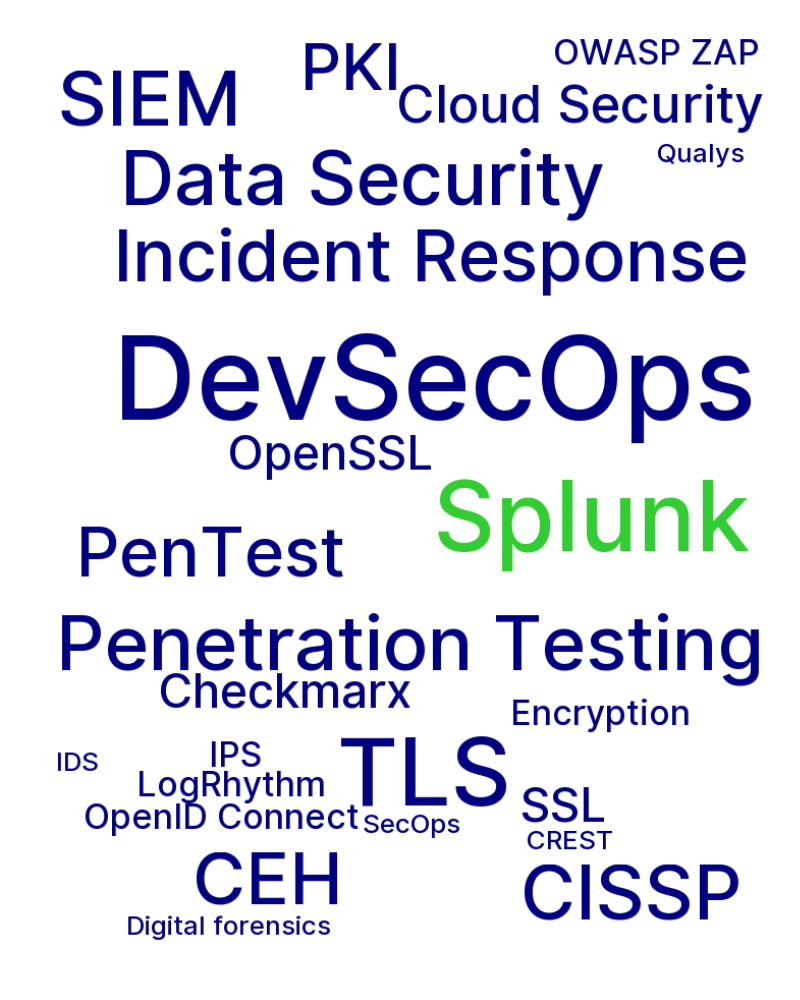 PKI
OWASP ZAP
SIEM
Cloud Security
Qualys
Data Security
Incident Response
DevSecOps
OpenSSL
Splunk
PenTest
Penetration Testing
Checkmarx
Encryption
IDS
IPS
TLS
LogRhythm
SSL
OpenID Connect
SecOps
CREST
CEH
CISSP
Digital forensics